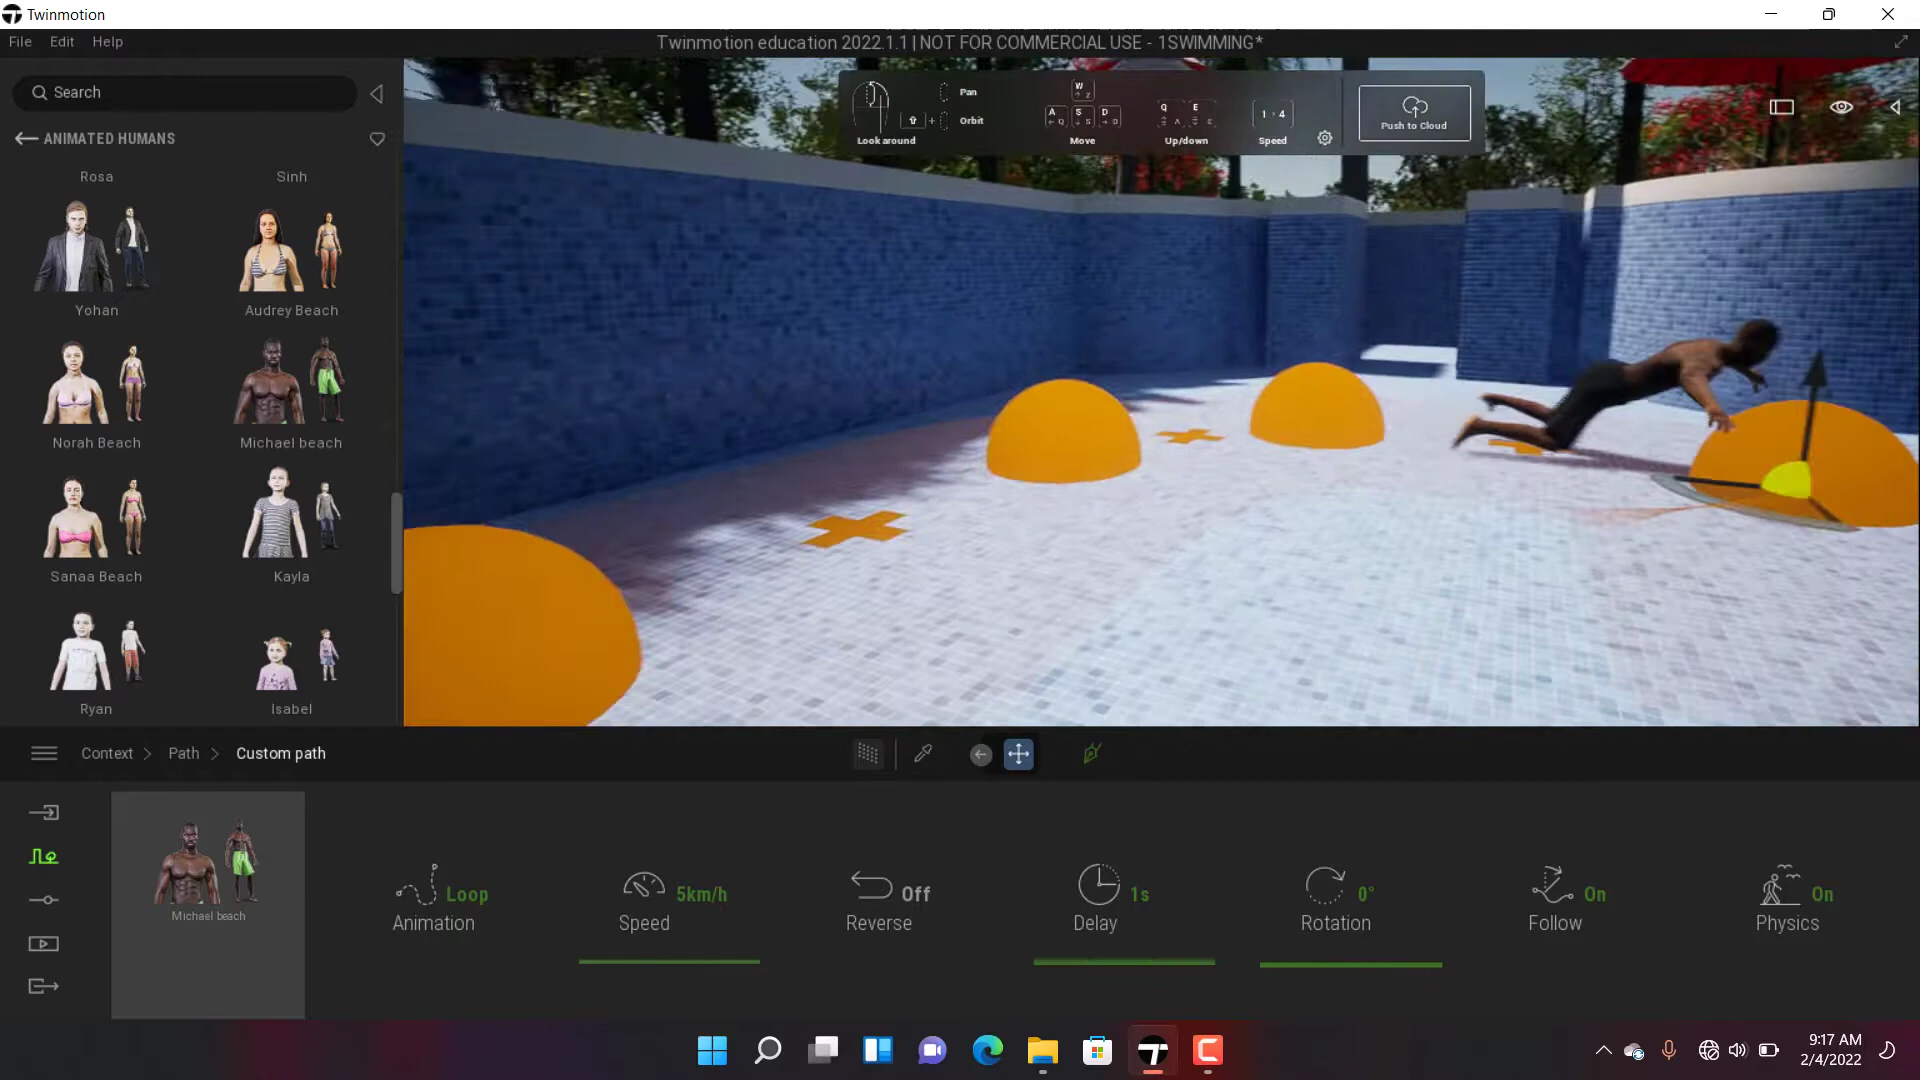 Twinmotion
File Edit Help
Twinmotion education 2022.1.1 | NOT FOR COMMERCIAL USE - 1SWIMMING*
Search
ANIMATED HUMANS
Rosa Sinh
Yohan Audrey Beach
Norah Beach Michael beach
Sanaa Beach Kayla
Ryan Isabel
Pan
Orbit
Look around
W
A S D
Move
Q E
Up/down
1 4
Speed
Push to Cloud
Context Path Custom path
Michael beach
Loop
Animation
5km/h
Speed
Off
Reverse
1s
Delay
0°
Rotation
On
Follow
On
Physics
9:17 AM
2/4/2022